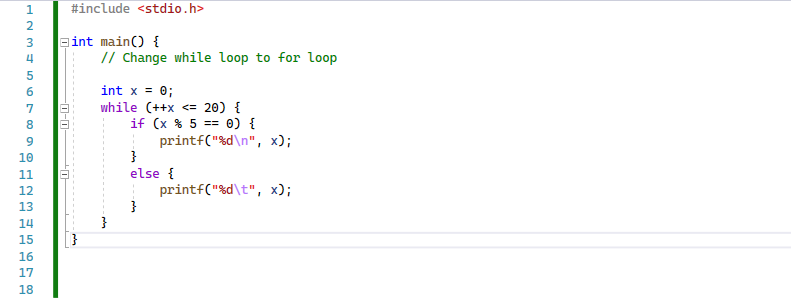 1 #include <stdio.h>
2
3 int main() {
4 // Change while loop to for loop
5
6 int x = 0;
7 while (++x <= 20) {
8 if (x % 5 == 0) {
9 printf("%d\n", x);
10 }
11 else {
12 printf("%d\t", x);
13 }
14 }
15 }
16
17
18